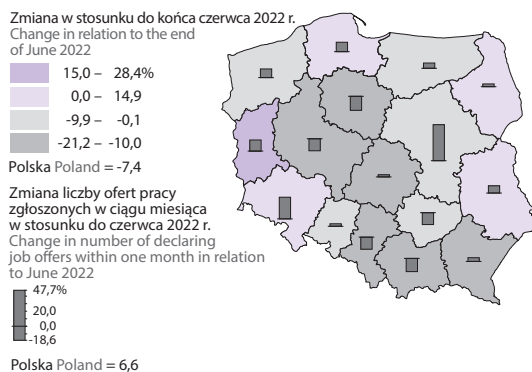 Zmiana w stosunku do końca czerwca 2022 r.
Change in relation to the end
of June 2022
15,0 – 28,4%
0,0 – 14,9
-9,9 – -0,1
-21,2 – -10,0
Polska Poland = -7,4
Zmiana liczby ofert pracy
zgłoszonych w ciągu miesiąca
w stosunku do czerwca 2022 r.
Change in number of declaring
job offers within one month in relation
to June 2022
47,7%
20,0
0,0
-18,6
Polska Poland = 6,6